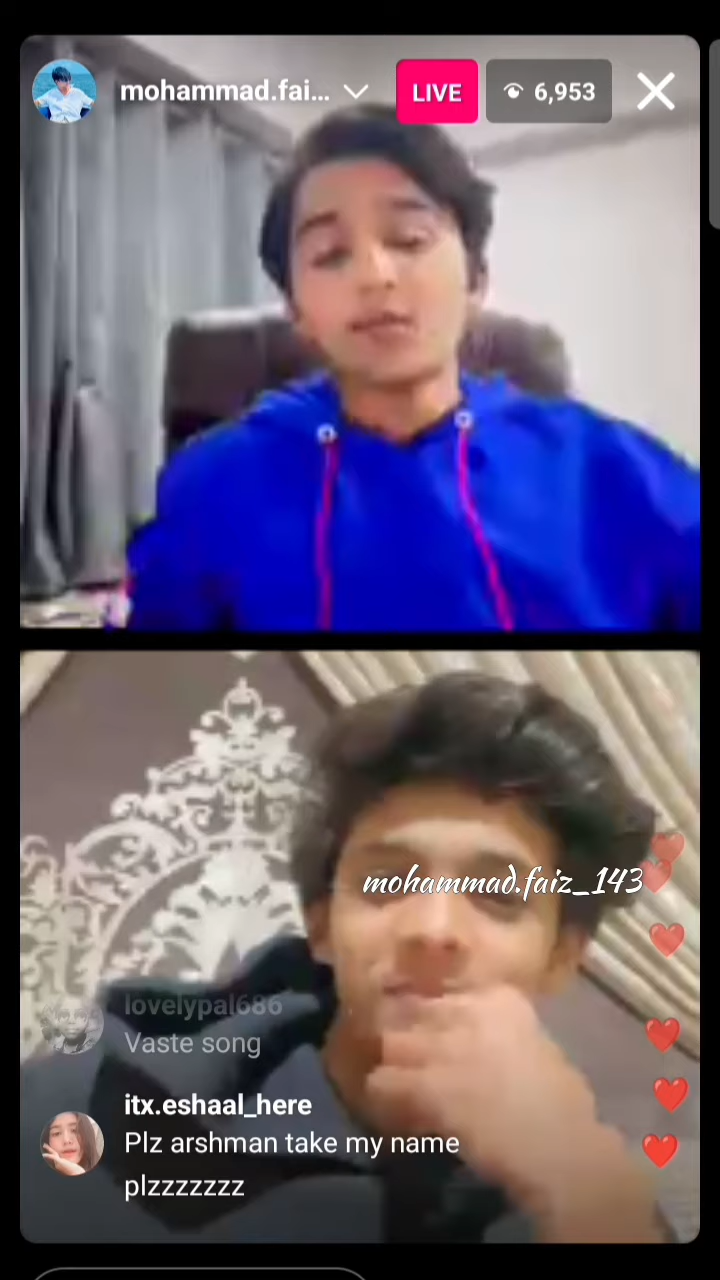 mohammad.fai...
LIVE
6,953
mohammad.faiz_143
lovelypal686
Vaste song
itx.eshaal_here
Plz arshman take my name
plzzzzzzz